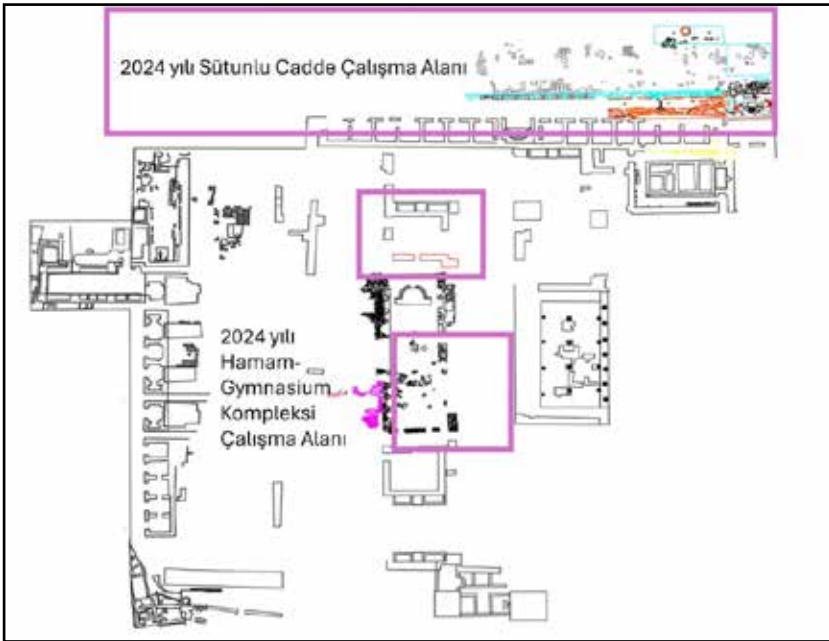 2024 yılı Sütunlu Cadde Çalışma Alanı
2024 yılı
Hamam-
Gymnasium
Kompleksi
Çalışma Alanı